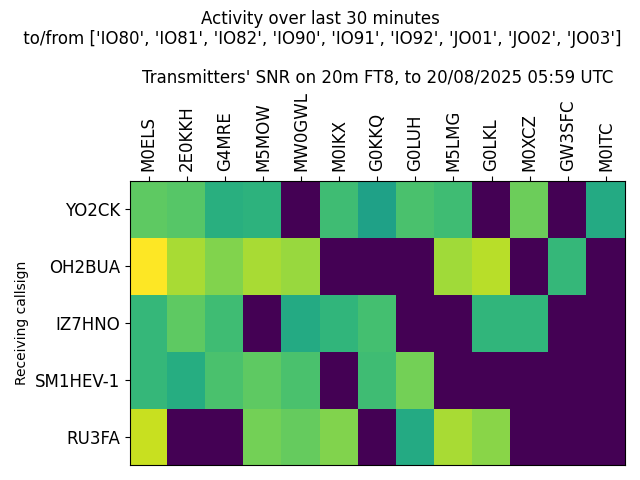 Activity over last 30 minutes
to/from ['IO80', 'IO81', 'IO82', 'IO90', 'IO91', 'IO92', 'JO01', 'JO02', 'JO03']
Transmitters' SNR on 20m FT8, to 20/08/2025 05:59 UTC
M0ELS
2E0KKH
G4MRE
M5MOW
MW0GWL
M0IKX
G0KKQ
G0LUH
M5LMG
G0LKL
M0XCZ
GW3SFC
M0ITC
Receiving callsign
YO2CK
OH2BUA
IZ7HNO
SM1HEV-1
RU3FA